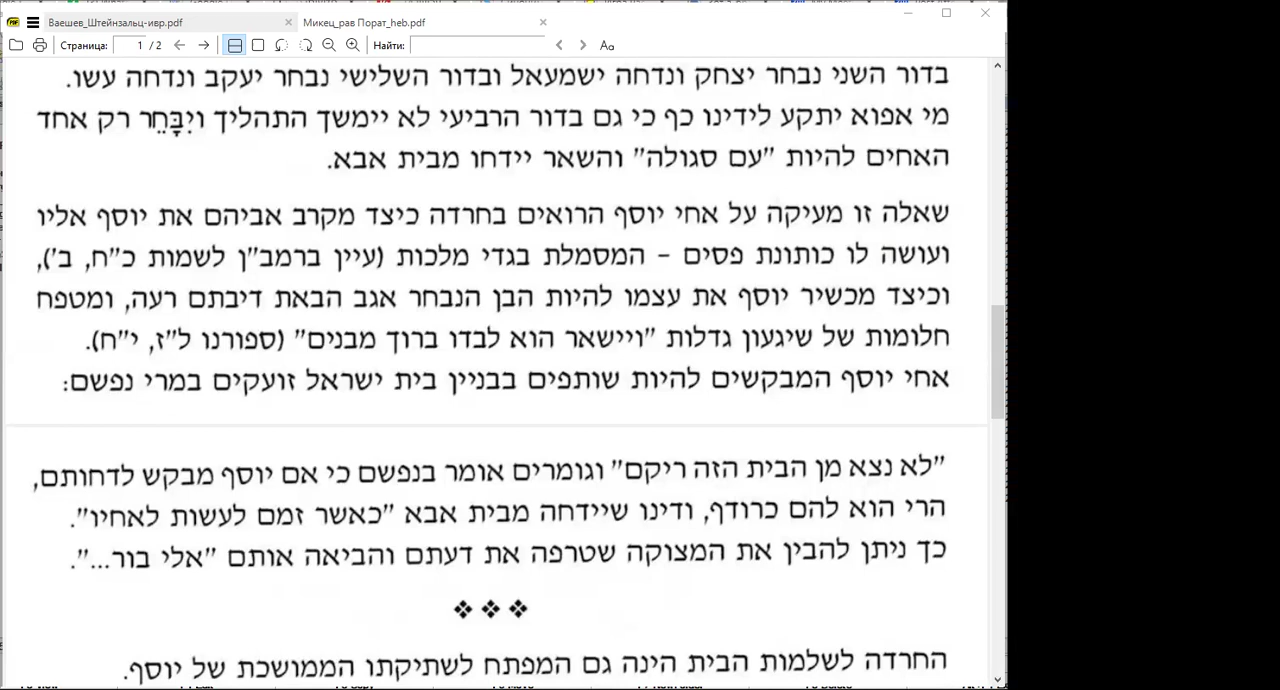 Ваешев_Штейнзальц-ивр.pdf
Микец_рав Порат_heb.pdf
Страница: 1 / 2 Найти: Aa
בדור השני נבחר יצחק ונדחה ישמעאל ובדור השלישי נבחר יעקב ונדחה עשו.
מי אפוא יתקע לידינו כף כי גם בדור הרביעי לא יימשך התהליך ויִבָּחֵר רק אחד
האחים להיות "עם סגולה" והשאר יידחו מבית אבא.
שאלה זו מעיקה על אחי יוסף הרואים בחרדה כיצד מקרב אביהם את יוסף אליו
ועושה לו כותונת פסים – המסמלת בגדי מלכות (עיין ברמב"ן לשמות כ"ח, ב'),
וכיצד מכשיר יוסף את עצמו להיות הבן הנבחר אגב הבאת דיבתם רעה, ומטפח
חלומות של שיגעון גדלות "ויישאר הוא לבדו ברוך מבנים" (ספורנו ל"ז, י"ח).
אחי יוסף המבקשים להיות שותפים בבניין בית ישראל זועקים במרי נפשם:
"לא נצא מן הבית הזה ריקם" וגומרים אומר בנפשם כי אם יוסף מבקש לדחותם,
הרי הוא להם כרודף, ודינו שיידחה מבית אבא "כאשר זמם לעשות לאחיו".
כך ניתן להבין את המצוקה שטרפה את דעתם והביאה אותם "אלי בור...".
החרדה לשלמות הבית הינה גם המפתח לשתיקתו הממושכת של יוסף.